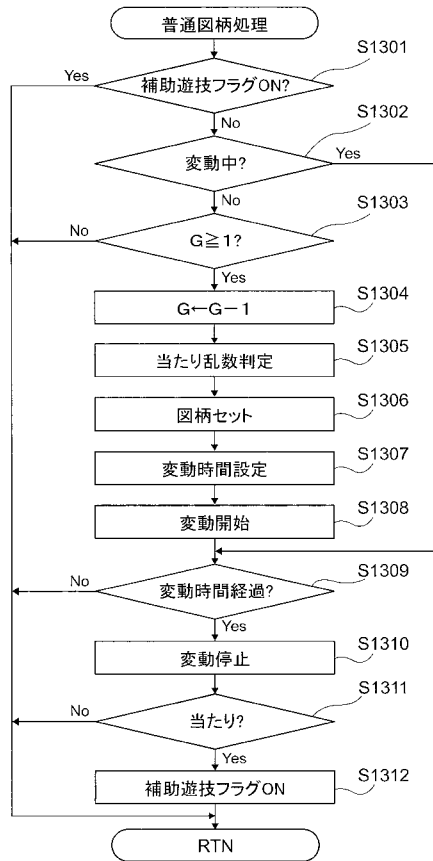 普通図柄処理
S1301
Yes
補助遊技フラグON?
No
S1302
変動中?
Yes
No
S1303
No
G≧1?
Yes
S1304
G←G−1
S1305
当たり乱数判定
S1306
図柄セット
S1307
変動時間設定
S1308
変動開始
S1309
No
変動時間経過?
Yes
S1310
変動停止
S1311
No
当たり?
Yes
S1312
補助遊技フラグON
RTN